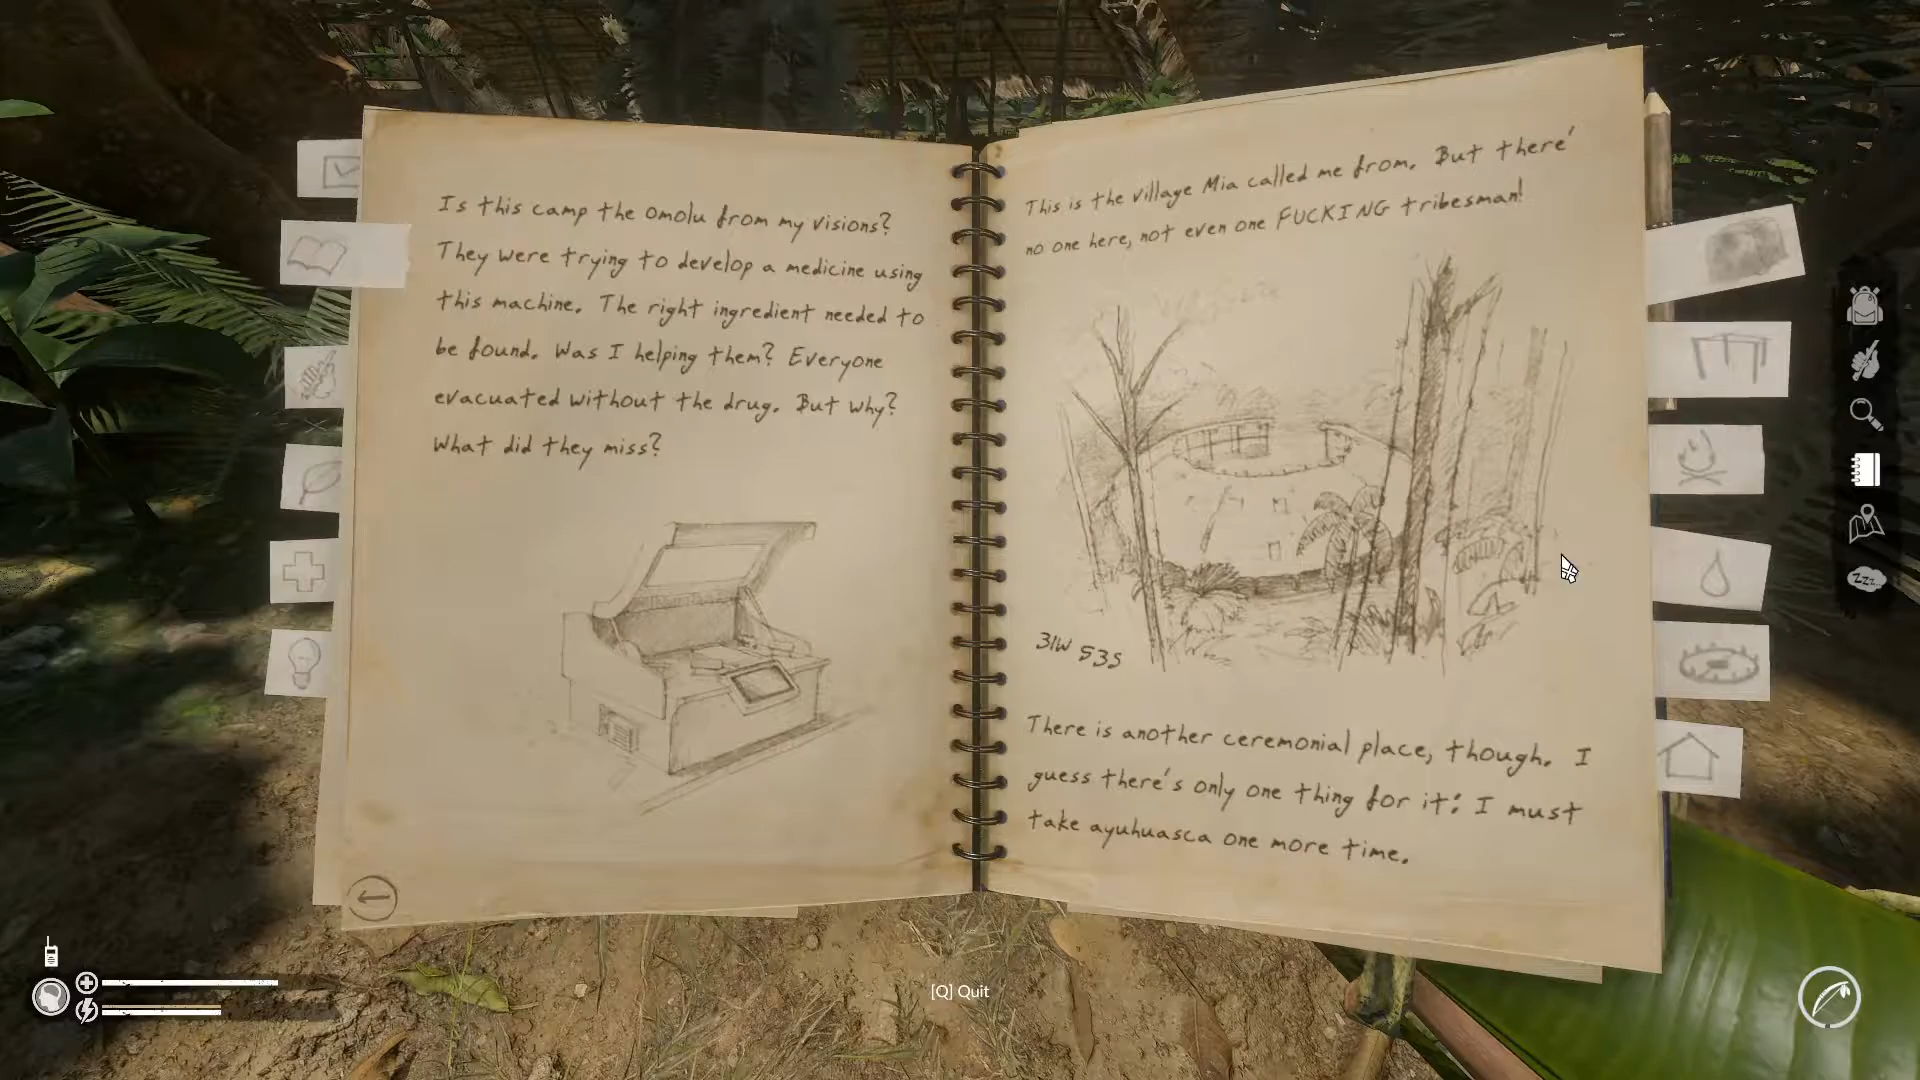 Is this camp the omolu from my visions?
They were trying to develop a medicine using
this machine. The right ingredient needed to
be found. Was I helping them? Everyone
evacuated without the drug. But why?
What did they miss?
This is the village Mia called me from. But there'
no one here, not even one FUCKING tribesman!
31W 53S
There is another ceremonial place, though. I
guess there's only one thing for it: I must
take ayuhuasca one more time.
Zzz
[Q] Quit